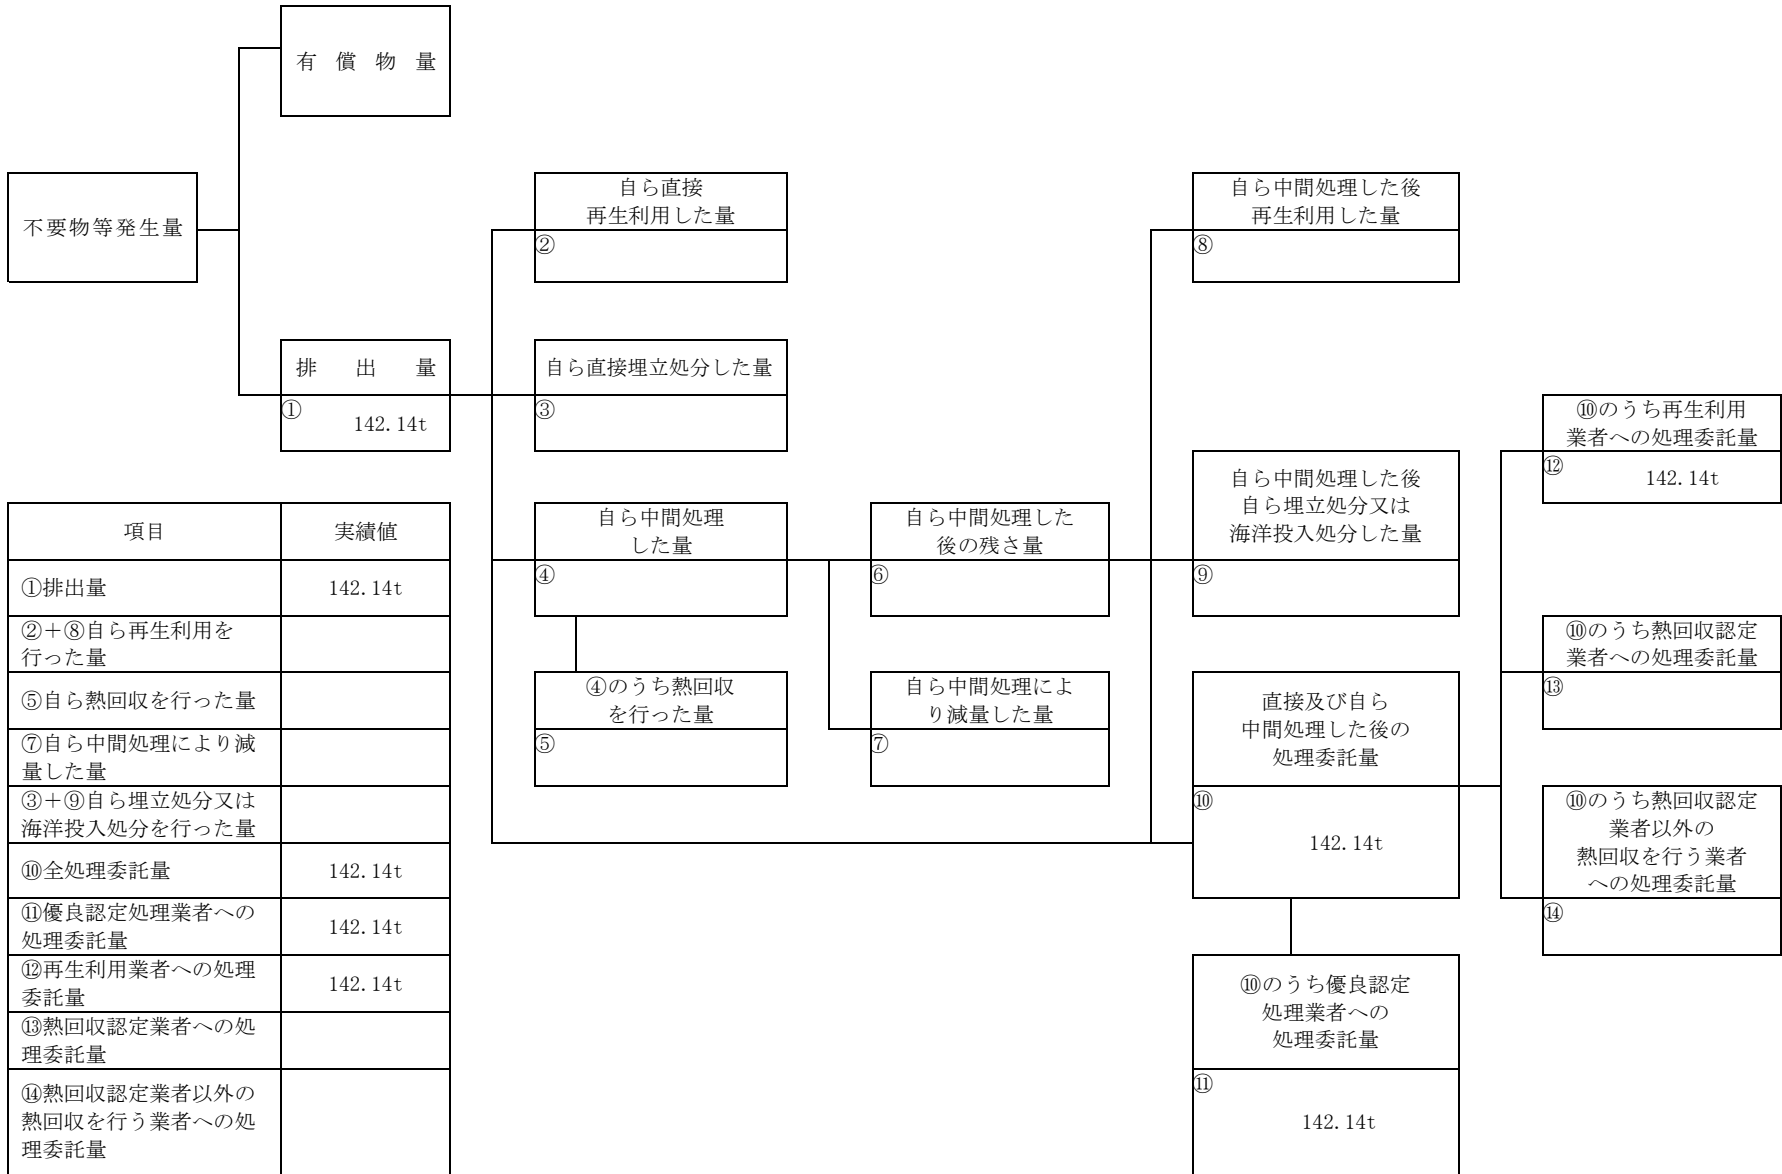 有 償 物 量
不要物等発生量
排 出 量
①
142.14t
自ら直接
再生利用した量
②
自ら直接埋立処分した量
③
自ら中間処理
した量
④
④のうち熱回収
を行った量
⑤
自ら中間処理した
後の残さ量
⑥
自ら中間処理によ
り減量した量
⑦
自ら中間処理した後
再生利用した量
⑧
自ら中間処理した後
自ら埋立処分又は
海洋投入処分した量
⑨
直接及び自ら
中間処理した後の
処理委託量
⑩
142.14t
⑩のうち優良認定
処理業者への
処理委託量
⑪
142.14t
⑩のうち再生利用
業者への処理委託量
⑫
142.14t
⑩のうち熱回収認定
業者への処理委託量
⑬
⑩のうち熱回収認定
業者以外の
熱回収を行う業者
への処理委託量
⑭
項目 実績値
①排出量 142.14t
②+⑧自ら再生利用を
行った量
⑤自ら熱回収を行った量
⑦自ら中間処理により減
量した量
③+⑨自ら埋立処分又は
海洋投入処分を行った量
⑩全処理委託量 142.14t
⑪優良認定処理業者への
処理委託量
142.14t
⑫再生利用業者への処理
委託量
142.14t
⑬熱回収認定業者への処
理委託量
⑭熱回収認定業者以外の
熱回収を行う業者への処
理委託量